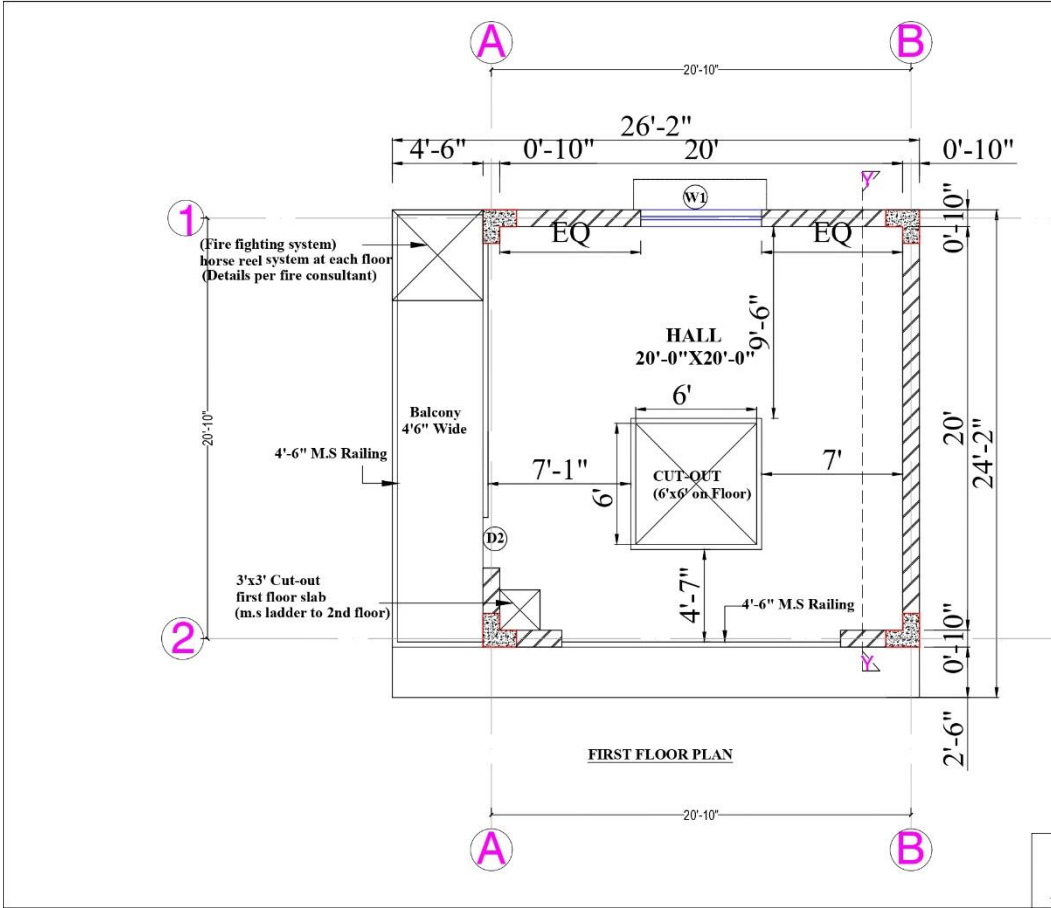 A
B
20'-10"
26'-2"
4'-6"
0'-10"
20'
0'-10"
W1
Y
1
0'-10"
(Fire fighting system)
horse reel system at each floor
(Details per fire consultant)
EQ
EQ
9'-6"
HALL
20'-0"X20'-0"
6'
Balcony
4'6" Wide
20'-10"
20'
24'-2"
4'-6" M.S Railing
7'-1"
6'
CUT-OUT
(6'x6' on Floor)
7'
D2
3'x3' Cut-out
first floor slab
(m.s ladder to 2nd floor)
4'-7"
4'-6" M.S Railing
2
0'-10"
Y
2'-6"
FIRST FLOOR PLAN
20'-10"
A
B